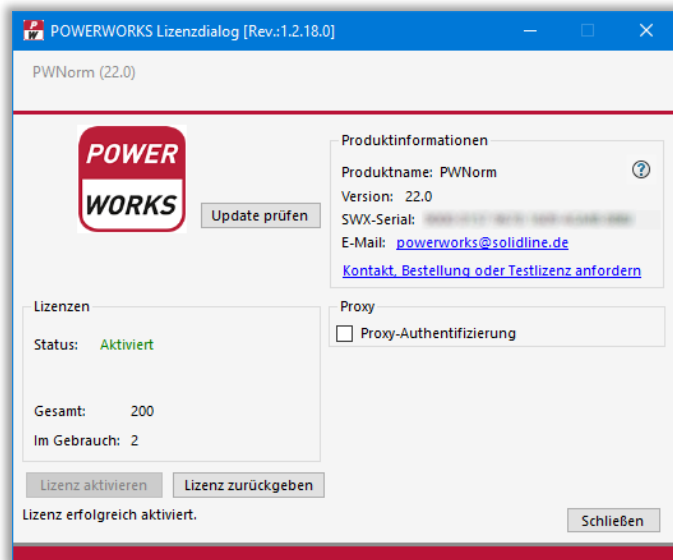 POWERWORKS Lizenzdialog [Rev.:1.2.18.0]
PWNorm (22.0)
POWER
WORKS
Update prüfen
Produktinformationen
Produktname: PWNorm
Version: 22.0
SWX-Serial:
E-Mail: powerworks@solidline.de
Kontakt, Bestellung oder Testlizenz anfordern
Lizenzen
Status: Aktiviert
Gesamt: 200
Im Gebrauch: 2
Proxy
Proxy-Authentifizierung
Lizenz aktivieren
Lizenz zurückgeben
Lizenz erfolgreich aktiviert.
Schließen